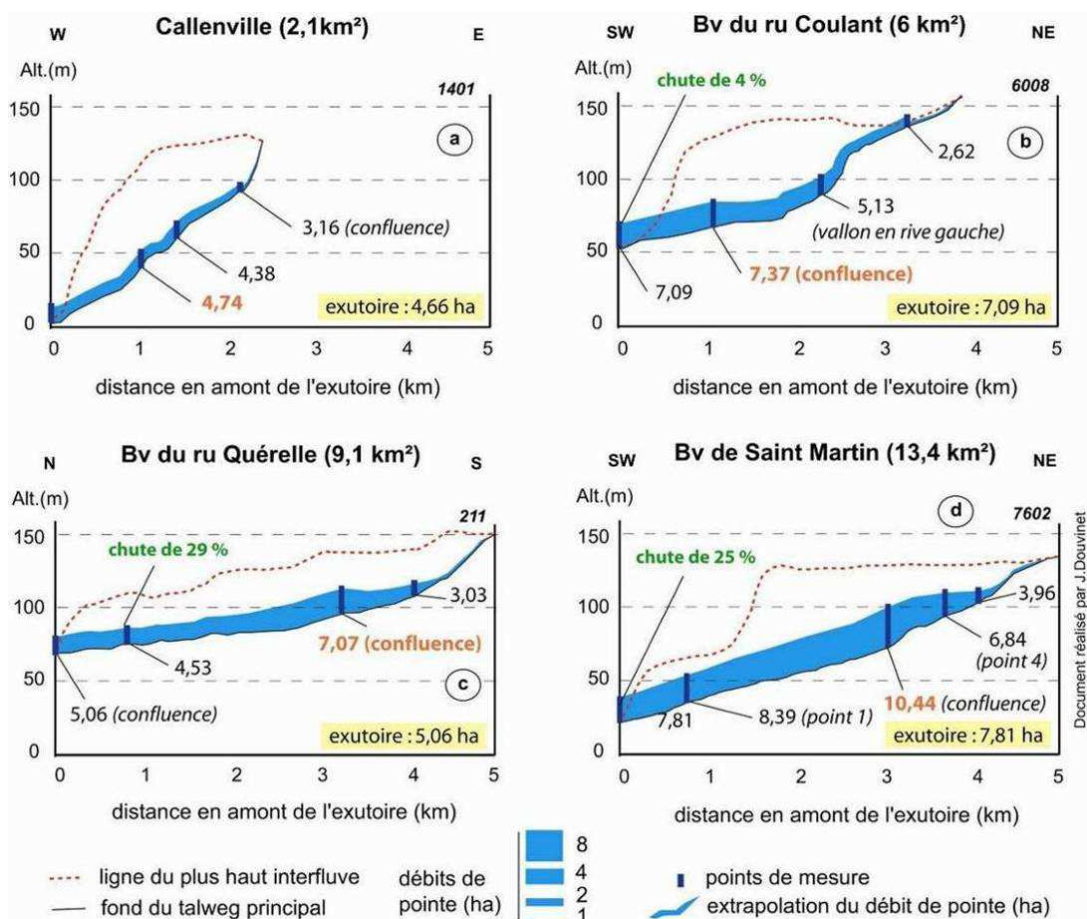 Callenville (2,1km²)
W
E
Alt.(m)
1401
150
a
100
3,16 (confluence)
50
4,38
4,74
exutoire : 4,66 ha
0
0 1 2 3 4 5
distance en amont de l'exutoire (km)
Bv du ru Coulant (6 km²)
SW
NE
Alt.(m)
chute de 4 %
6008
150
b
2,62
100
5,13
(vallon en rive gauche)
50
7,37 (confluence)
7,09
exutoire : 7,09 ha
0
0 1 2 3 4 5
distance en amont de l'exutoire (km)
Bv du ru Quérelle (9,1 km²)
N
S
Alt.(m)
211
150
chute de 29 %
3,03
100
7,07 (confluence)
4,53
50
c
5,06 (confluence)
exutoire : 5,06 ha
0
0 1 2 3 4 5
distance en amont de l'exutoire (km)
Bv de Saint Martin (13,4 km²)
SW
NE
Alt.(m)
d
7602
150
chute de 25 %
3,96
100
6,84
(point 4)
50
10,44 (confluence)
7,81
8,39 (point 1)
exutoire : 7,81 ha
0
0 1 2 3 4 5
distance en amont de l'exutoire (km)
Document réalisé par J.Douvinet
ligne du plus haut interfluve
fond du talweg principal
débits de
pointe (ha)
8
4
2
1
points de mesure
extrapolation du débit de pointe (ha)